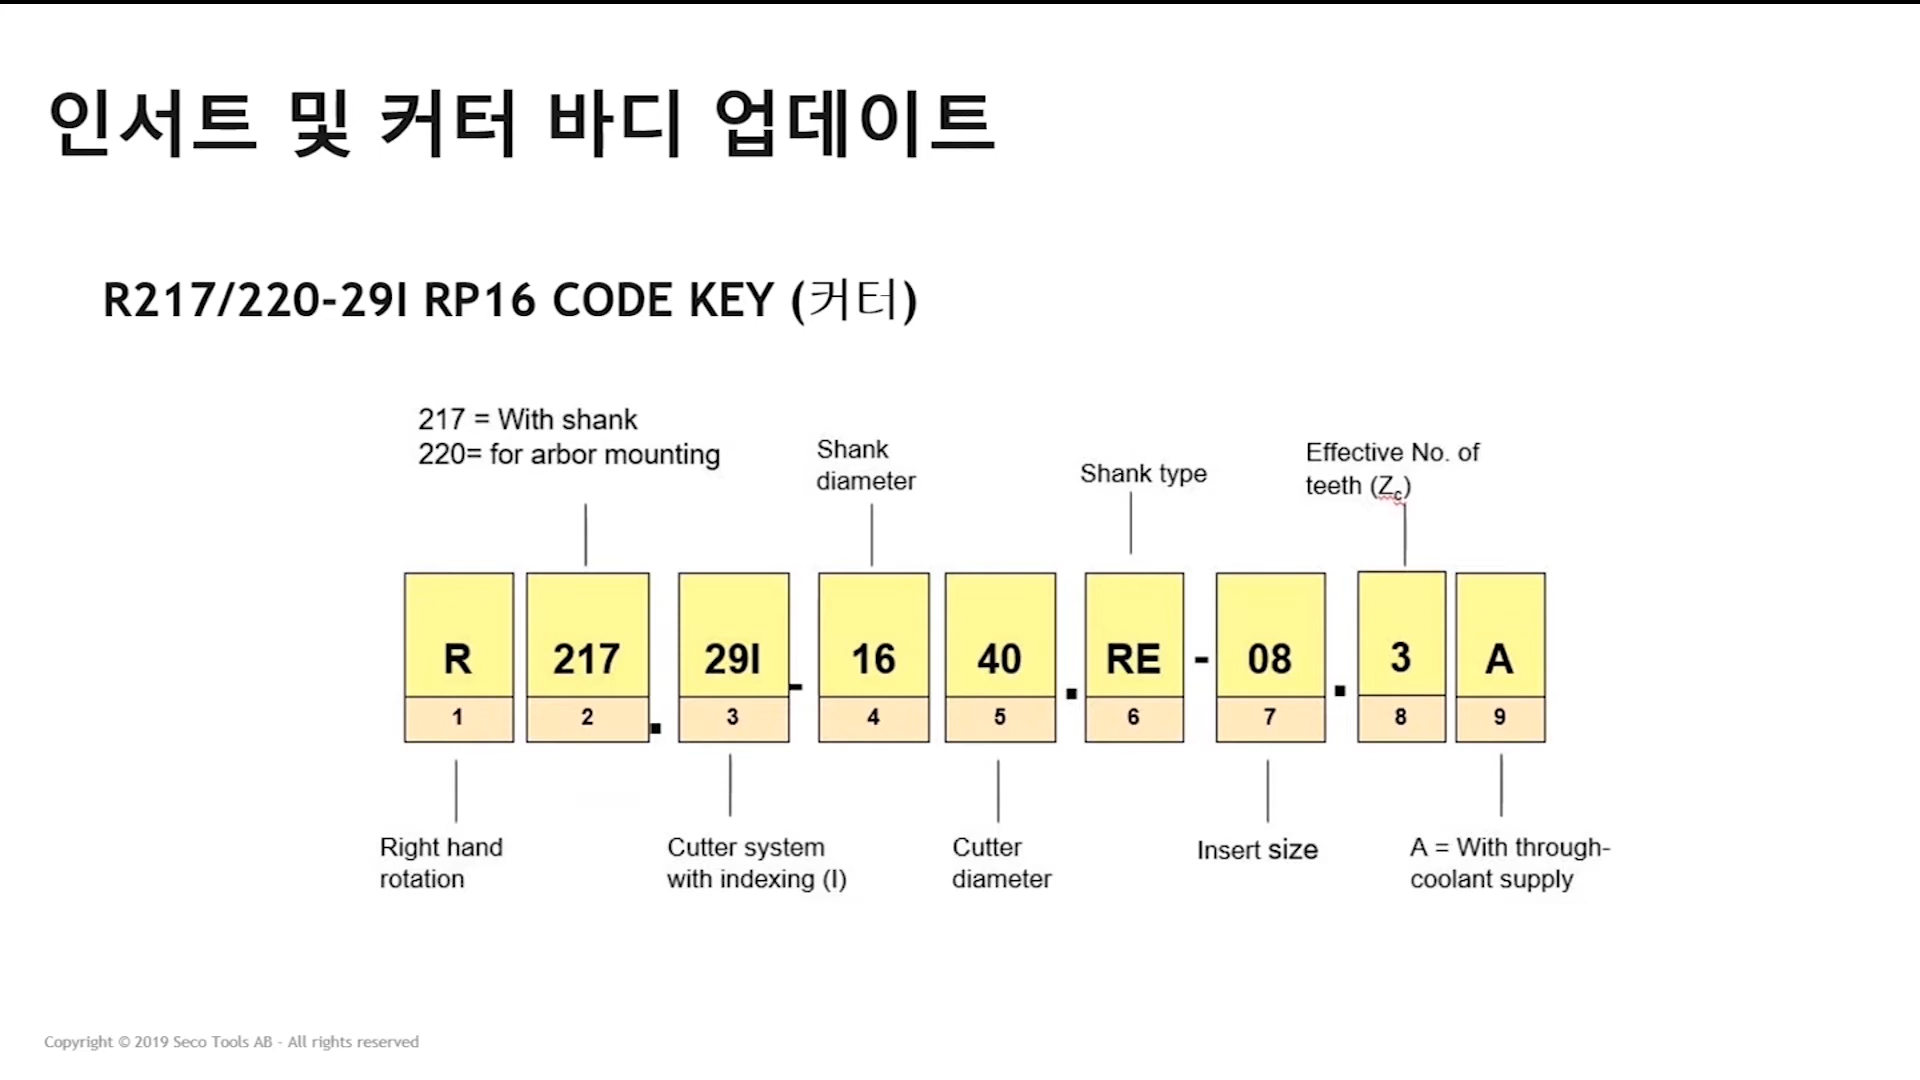 인서트 및 커터 바디 업데이트
R217/220-29I RP16 CODE KEY (커터)
217 = With shank
220= for arbor mounting
Shank
diameter
Shank type
Effective No. of
teeth (Zc)
R 217 . 29I - 16 40 . RE - 08 . 3 A
1 2 3 4 5 6 7 8 9
Right hand
rotation
Cutter system
with indexing (I)
Cutter
diameter
Insert size
A = With through-
coolant supply
Copyright © 2019 Seco Tools AB - All rights reserved